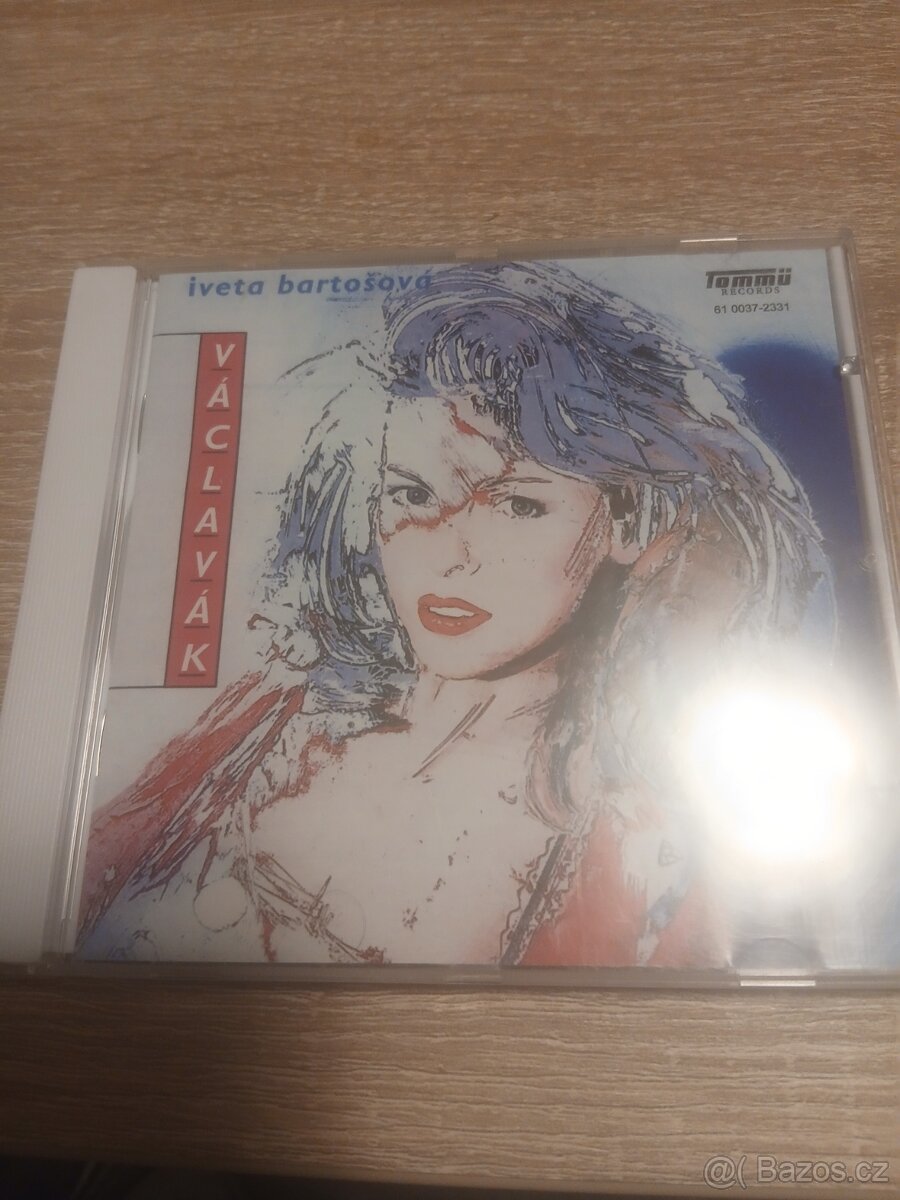 iveta bartošová
Tommü
RECORDS
61 0037-2331
VÁCLAVÁK
@( Bazos.cz